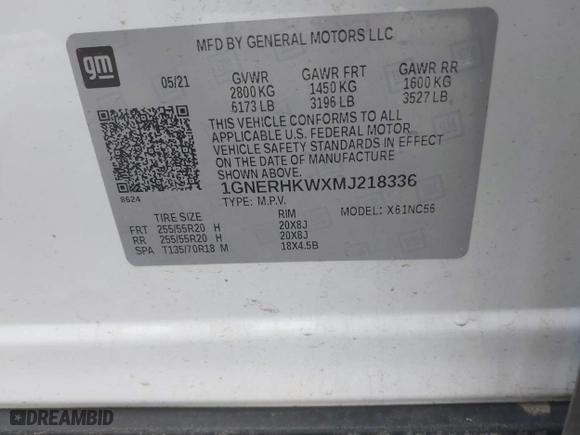 MFD BY GENERAL MOTORS LLC
gm
05/21 GVWR GAWR FRT GAWR RR
2800 KG 1450 KG 1600 KG
6173 LB 3196 LB 3527 LB
THIS VEHICLE CONFORMS TO ALL
APPLICABLE U.S. FEDERAL MOTOR
VEHICLE SAFETY STANDARDS IN EFFECT
ON THE DATE OF MANUFACTURE
SHOWN ABOVE.
8624
1GNERHKWXMJ218336
TYPE: M.P.V. MODEL: X61NC56
TIRE SIZE RIM
FRT 255/55R20 H 20X8J
RR 255/55R20 H 20X8J
SPA T135/70R18 M 18X4.5B
DREAMBID